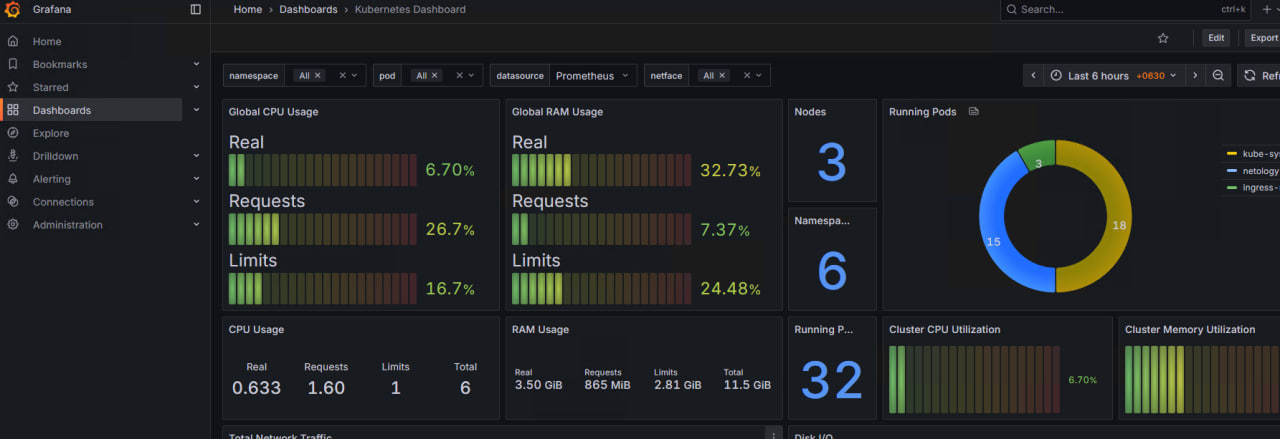 Grafana
Home › Dashboards › Kubernetes Dashboard
Search...
ctrl+k
Home
Bookmarks
Starred
Dashboards
Explore
Drilldown
Alerting
Connections
Administration
Edit
Export
namespace
All
pod
All
datasource
Prometheus
netface
All
Last 6 hours +0630
Refr
Global CPU Usage
Real
6.70%
Requests
26.7%
Limits
16.7%
Global RAM Usage
Real
32.73%
Requests
7.37%
Limits
24.48%
Nodes
3
Namespa...
6
Running Pods
3
15
18
kube-sy
netology
ingress-
CPU Usage
Real Requests Limits Total
0.633 1.60 1 6
RAM Usage
Real Requests Limits Total
3.50 GiB 865 MiB 2.81 GiB 11.5 GiB
Running P...
32
Cluster CPU Utilization
6.70%
Cluster Memory Utilization
Total Network Traffic
Disk I/O